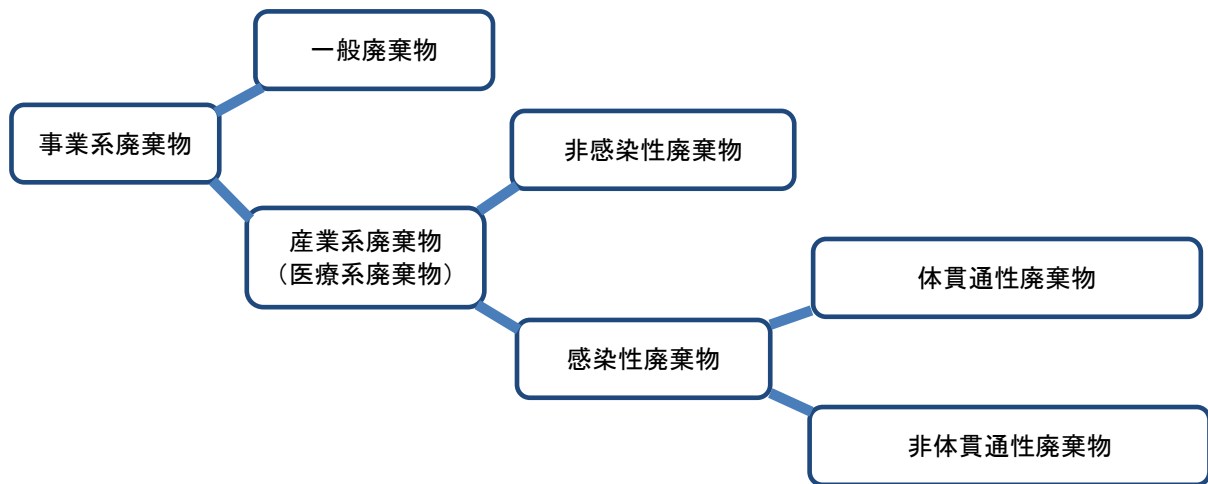 一般廃棄物
事業系廃棄物
非感染性廃棄物
産業系廃棄物
（医療系廃棄物）
体貫通性廃棄物
感染性廃棄物
非体貫通性廃棄物